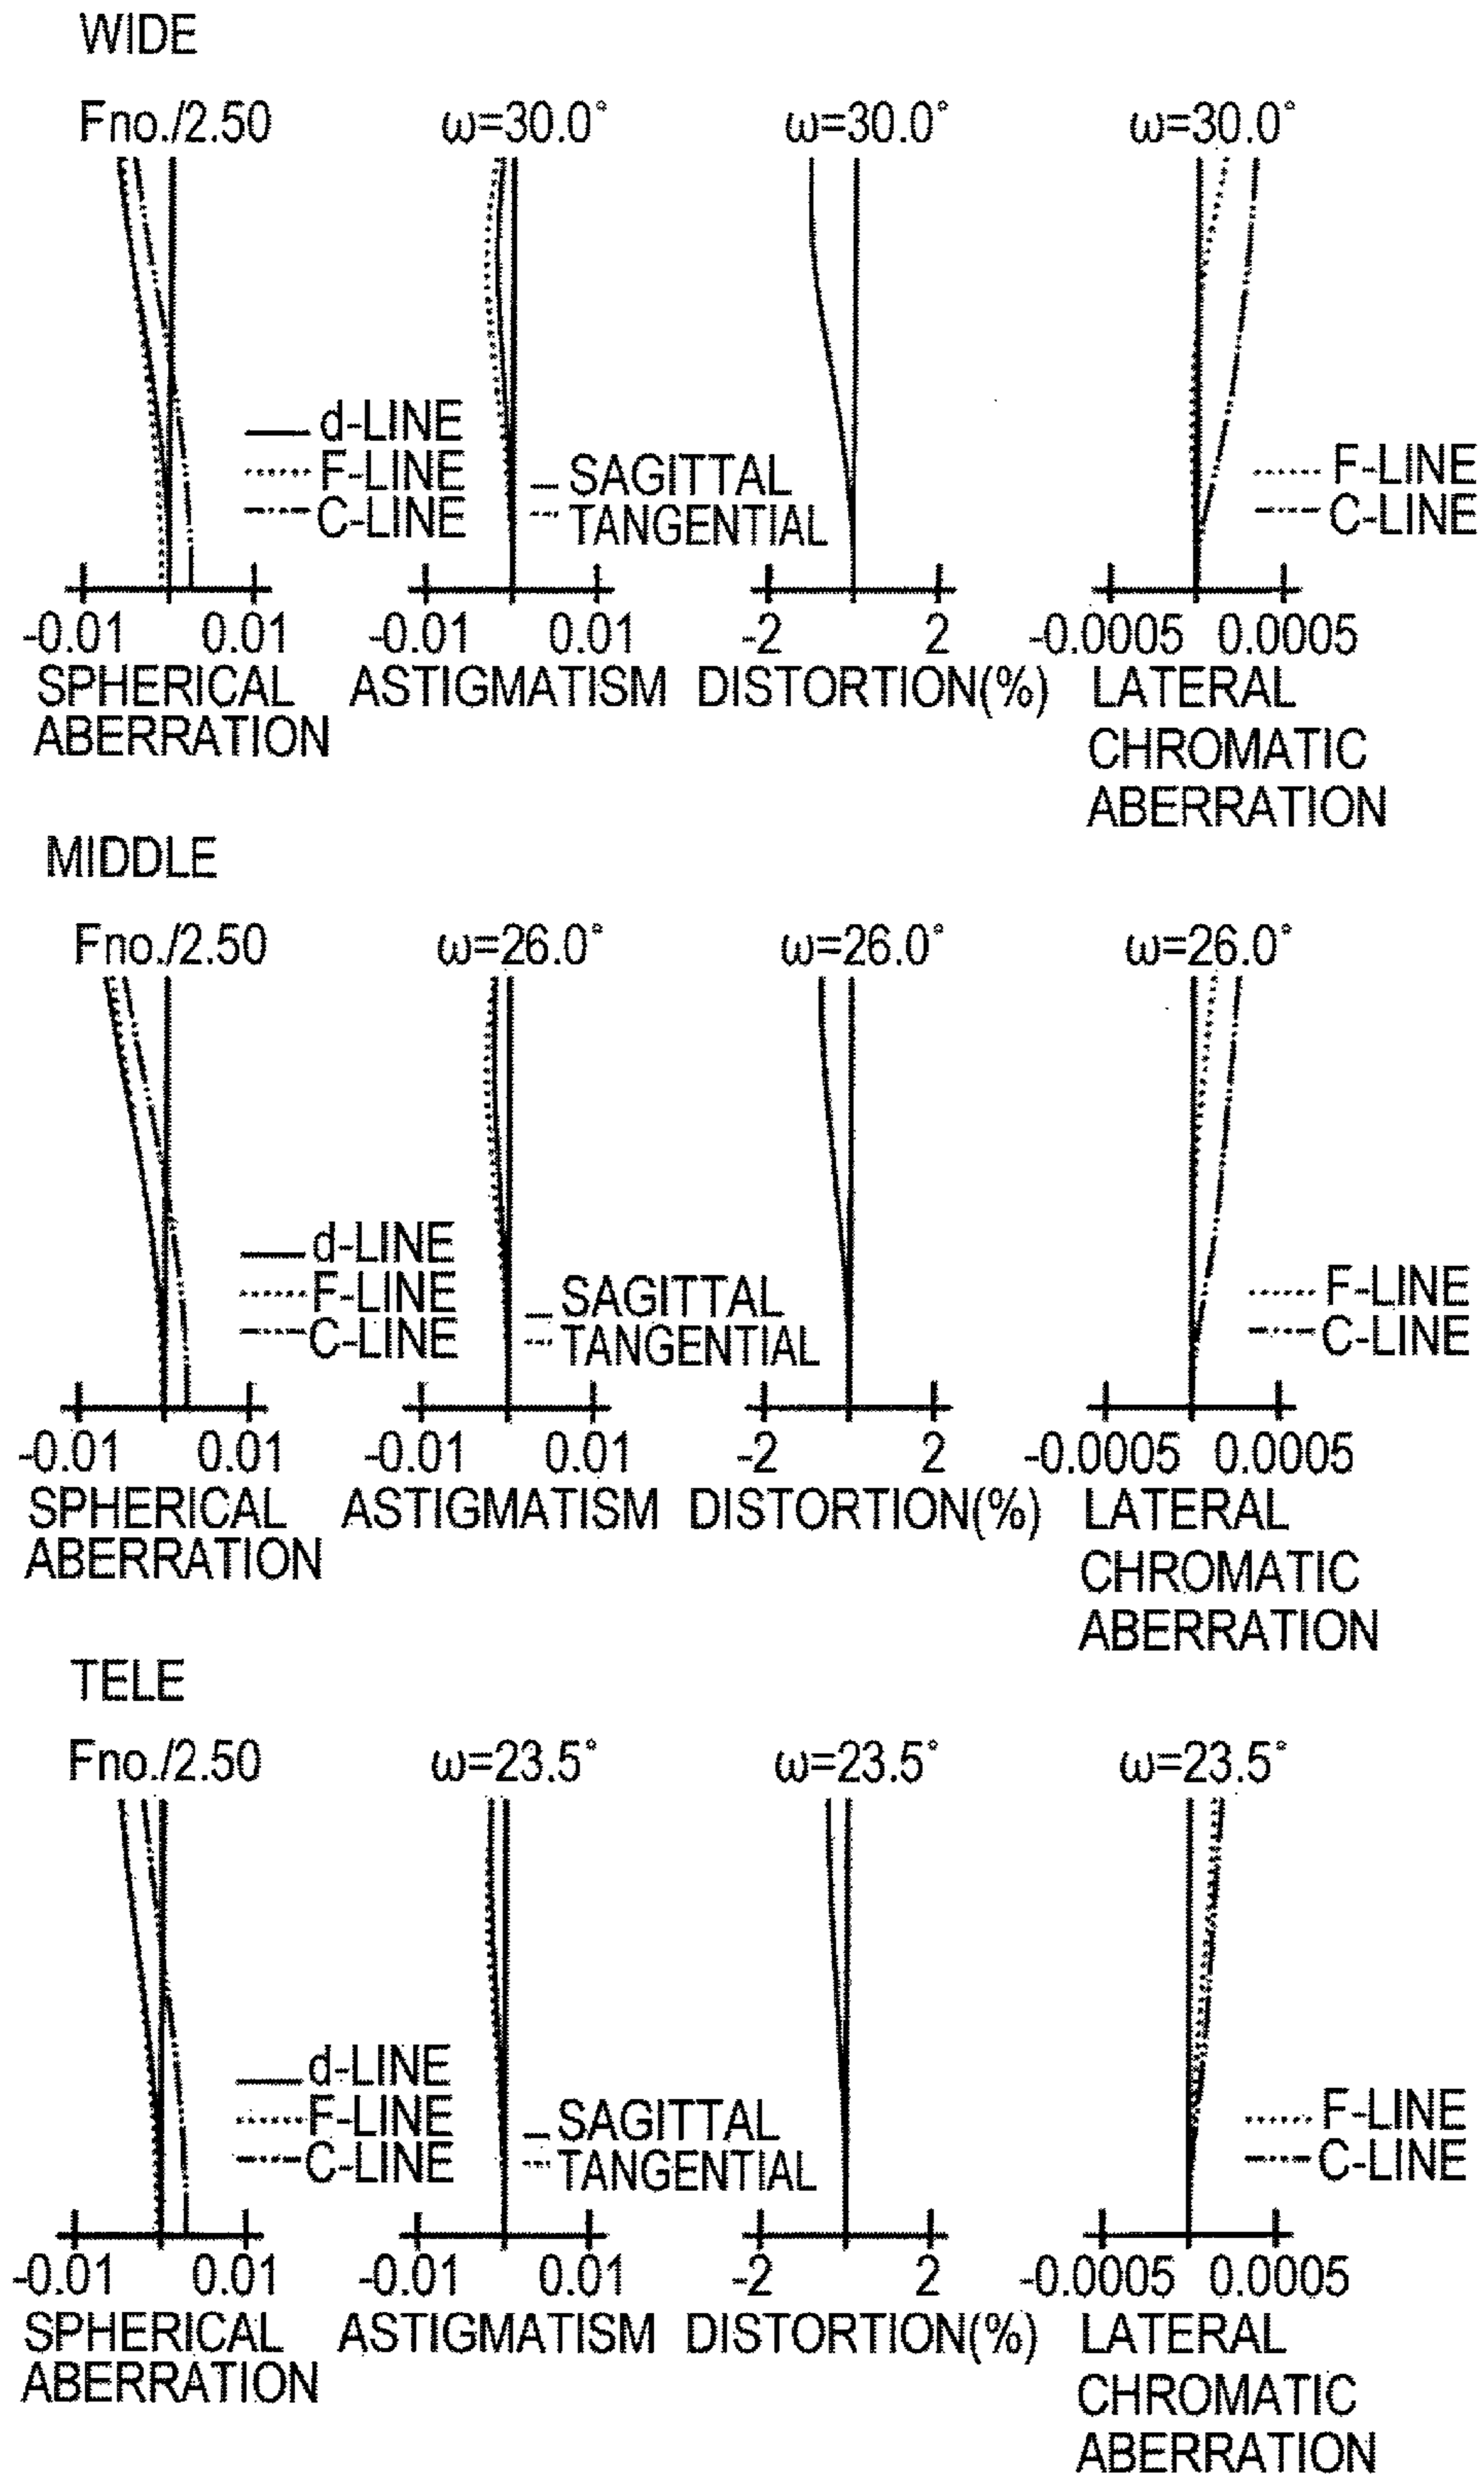 WIDE
Fno./2.50 ω=30.0° ω=30.0° ω=30.0°
d-LINE
F-LINE
C-LINE
SAGITTAL
TANGENTIAL
F-LINE
C-LINE
-0.01 0.01 -0.01 0.01 -2 2 -0.0005 0.0005
SPHERICAL ABERRATION
ASTIGMATISM
DISTORTION(%)
LATERAL CHROMATIC ABERRATION
MIDDLE
Fno./2.50 ω=26.0° ω=26.0° ω=26.0°
d-LINE
F-LINE
C-LINE
SAGITTAL
TANGENTIAL
F-LINE
C-LINE
-0.01 0.01 -0.01 0.01 -2 2 -0.0005 0.0005
SPHERICAL ABERRATION
ASTIGMATISM
DISTORTION(%)
LATERAL CHROMATIC ABERRATION
TELE
Fno./2.50 ω=23.5° ω=23.5° ω=23.5°
d-LINE
F-LINE
C-LINE
SAGITTAL
TANGENTIAL
F-LINE
C-LINE
-0.01 0.01 -0.01 0.01 -2 2 -0.0005 0.0005
SPHERICAL ABERRATION
ASTIGMATISM
DISTORTION(%)
LATERAL CHROMATIC ABERRATION